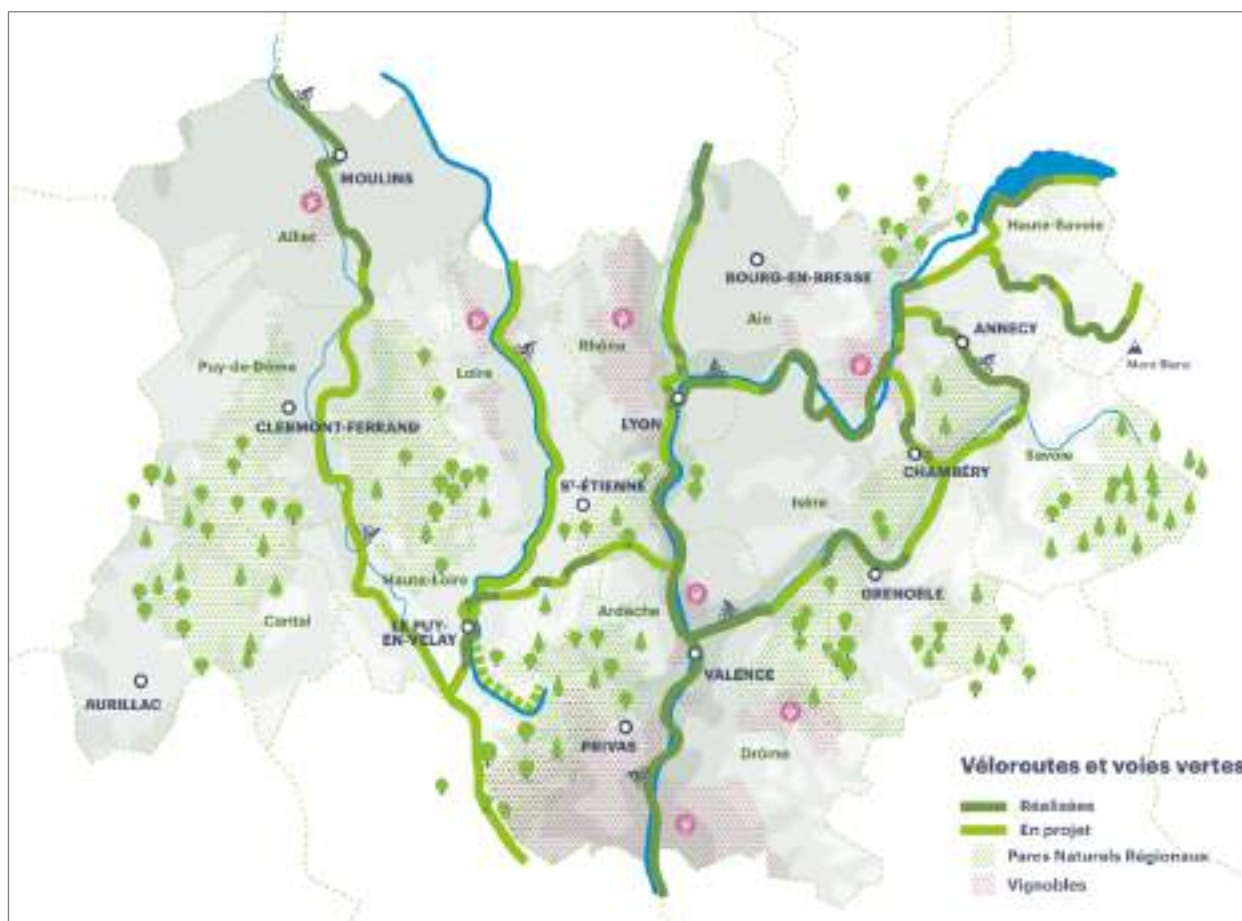 MOULINS
Allier
Haute-Savoie
BOURG-EN-BRESSE
Ain
ANNECY
Mont Blanc
Rhône
Loire
Puy-de-Dôme
CLERMONT-FERRAND
LYON
CHAMBÉRY
Savoie
ST-ÉTIENNE
Isère
Haute-Loire
GRENOBLE
Ardèche
Cantal
LE PUY-
EN-VELAY
VALENCE
AURILLAC
PRIVAS
Drôme
Véloroutes et voies vertes
Réalisées
En projet
Parcs Naturels Régionaux
Vignobles